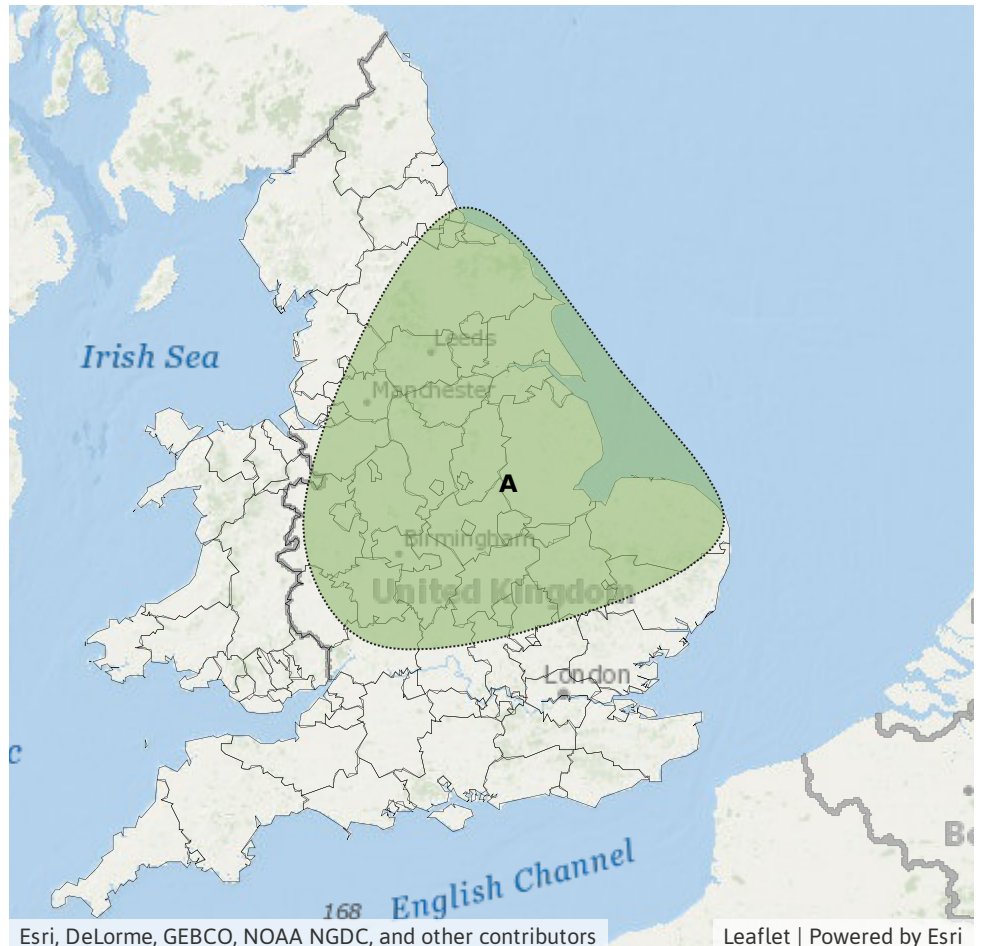 Leeds
Irish Sea
Manchester
A
Birmingham
United Kingdom
London
c
Be
English Channel
168
Esri, DeLorme, GEBCO, NOAA NGDC, and other contributors
Leaflet | Powered by Esri